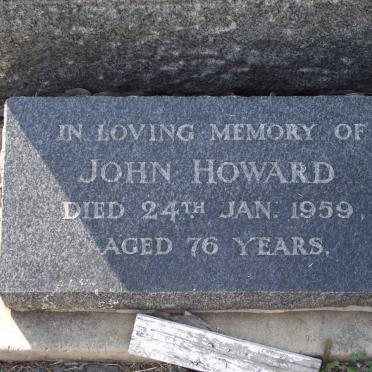 IN LOVING MEMORY OF
JOHN HOWARD
DIED 24TH JAN. 1959,
AGED 76 YEARS.